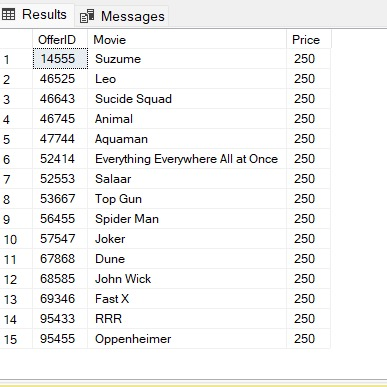 Results Messages
OfferID Movie Price
1 14555 Suzume 250
2 46525 Leo 250
3 46643 Sucide Squad 250
4 46745 Animal 250
5 47744 Aquaman 250
6 52414 Everything Everywhere All at Once 250
7 52553 Salaar 250
8 53667 Top Gun 250
9 56455 Spider Man 250
10 57547 Joker 250
11 67868 Dune 250
12 68585 John Wick 250
13 69346 Fast X 250
14 95433 RRR 250
15 95455 Oppenheimer 250